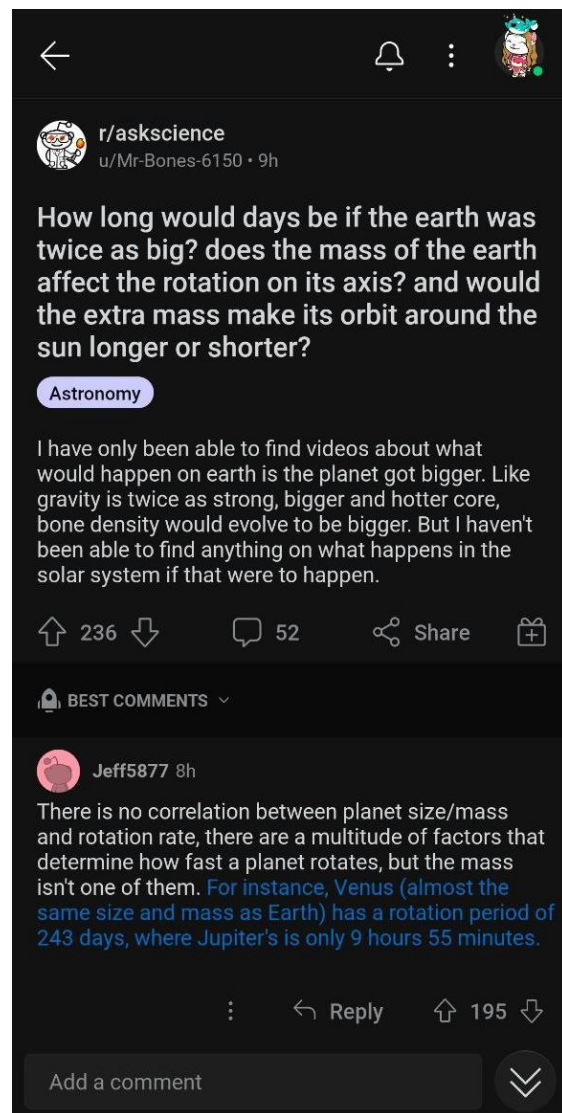 r/askscience
u/Mr-Bones-6150 • 9h
How long would days be if the earth was
twice as big? does the mass of the earth
affect the rotation on its axis? and would
the extra mass make its orbit around the
sun longer or shorter?
Astronomy
I have only been able to find videos about what
would happen on earth is the planet got bigger. Like
gravity is twice as strong, bigger and hotter core,
bone density would evolve to be bigger. But I haven't
been able to find anything on what happens in the
solar system if that were to happen.
236 52 Share
BEST COMMENTS
Jeff5877 8h
There is no correlation between planet size/mass
and rotation rate, there are a multitude of factors that
determine how fast a planet rotates, but the mass
isn't one of them. For instance, Venus (almost the
same size and mass as Earth) has a rotation period of
243 days, where Jupiter's is only 9 hours 55 minutes.
Reply 195
Add a comment